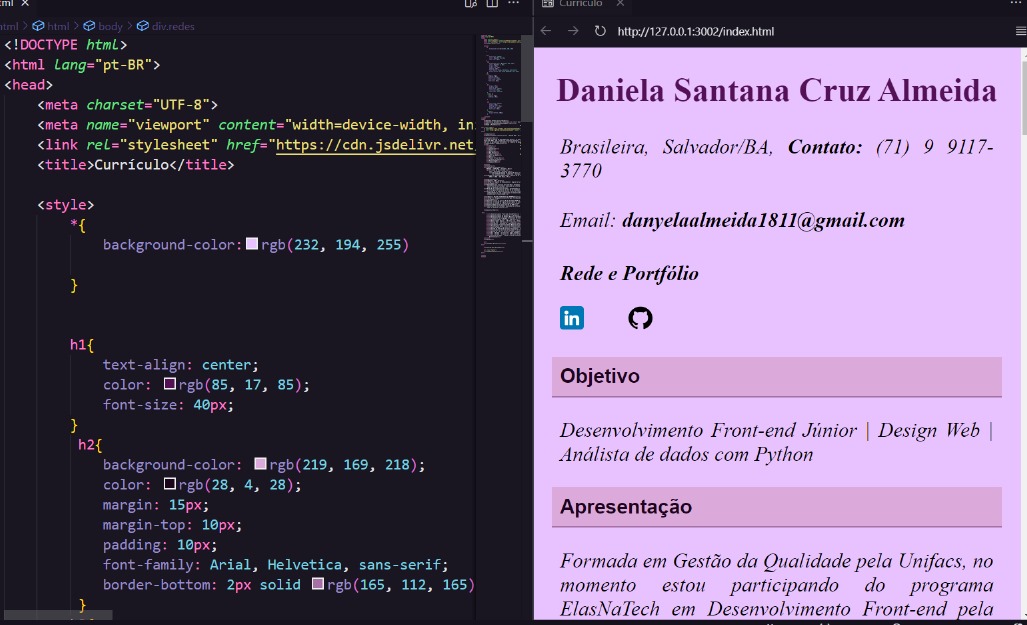 ml
Currículo
html > html > body > div.redes
http://127.0.0.1:3002/index.html
<!DOCTYPE html>
<html lang="pt-BR">
<head>
<meta charset="UTF-8">
<meta name="viewport" content="width=device-width, in
<link rel="stylesheet" href="https://cdn.jsdelivr.net
<title>Currículo</title>
<style>
*{
background-color: rgb(232, 194, 255)
}
h1{
text-align: center;
color: rgb(85, 17, 85);
font-size: 40px;
}
h2{
background-color: rgb(219, 169, 218);
color: rgb(28, 4, 28);
margin: 15px;
margin-top: 10px;
padding: 10px;
font-family: Arial, Helvetica, sans-serif;
border-bottom: 2px solid rgb(165, 112, 165)
}
Daniela Santana Cruz Almeida
Brasileira, Salvador/BA, Contato: (71) 9 9117-
3770
Email: danyelaalmeida1811@gmail.com
Rede e Portfólio
in
Objetivo
Desenvolvimento Front-end Júnior | Design Web |
Análista de dados com Python
Apresentação
Formada em Gestão da Qualidade pela Unifacs, no
momento estou participando do programa
ElasNaTech em Desenvolvimento Front-end pela